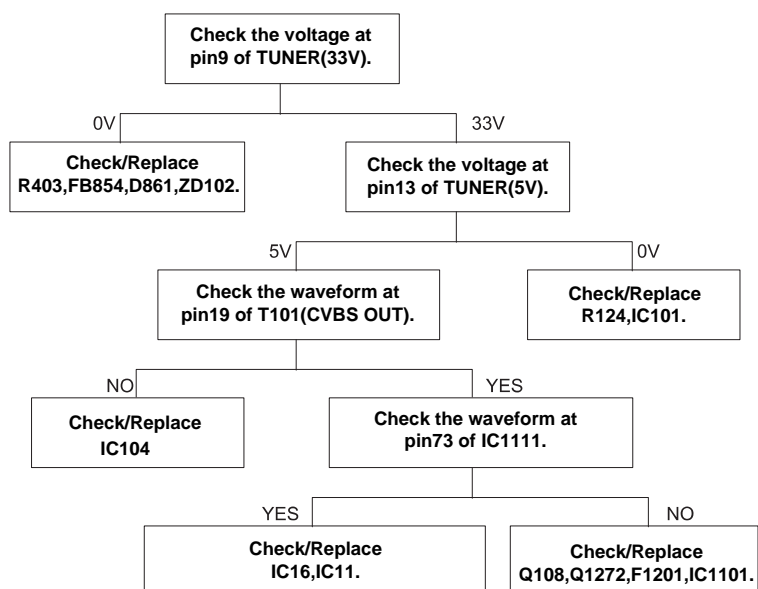 Check the voltage at
pin9 of TUNER(33V).
0V
33V
Check/Replace
R403,FB854,D861,ZD102.
Check the voltage at
pin13 of TUNER(5V).
5V
0V
Check the waveform at
pin19 of T101(CVBS OUT).
Check/Replace
R124,IC101.
NO
YES
Check/Replace
IC104
Check the waveform at
pin73 of IC1111.
YES
NO
Check/Replace
IC16,IC11.
Check/Replace
Q108,Q1272,F1201,IC1101.